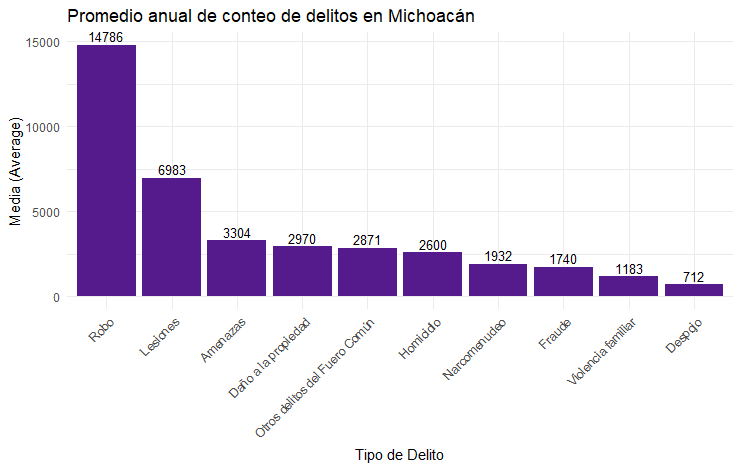 Promedio anual de conteo de delitos en Michoacán
Media (Average)
15000
10000
5000
0
14786
6983
3304
2970
2871
2600
1932
1740
1183
712
Robo
Lesiones
Amenazas
Daño a la propiedad
Otros delitos del Fuero Común
Homicidio
Narcomenudeo
Fraude
Violencia familiar
Despojo
Tipo de Delito